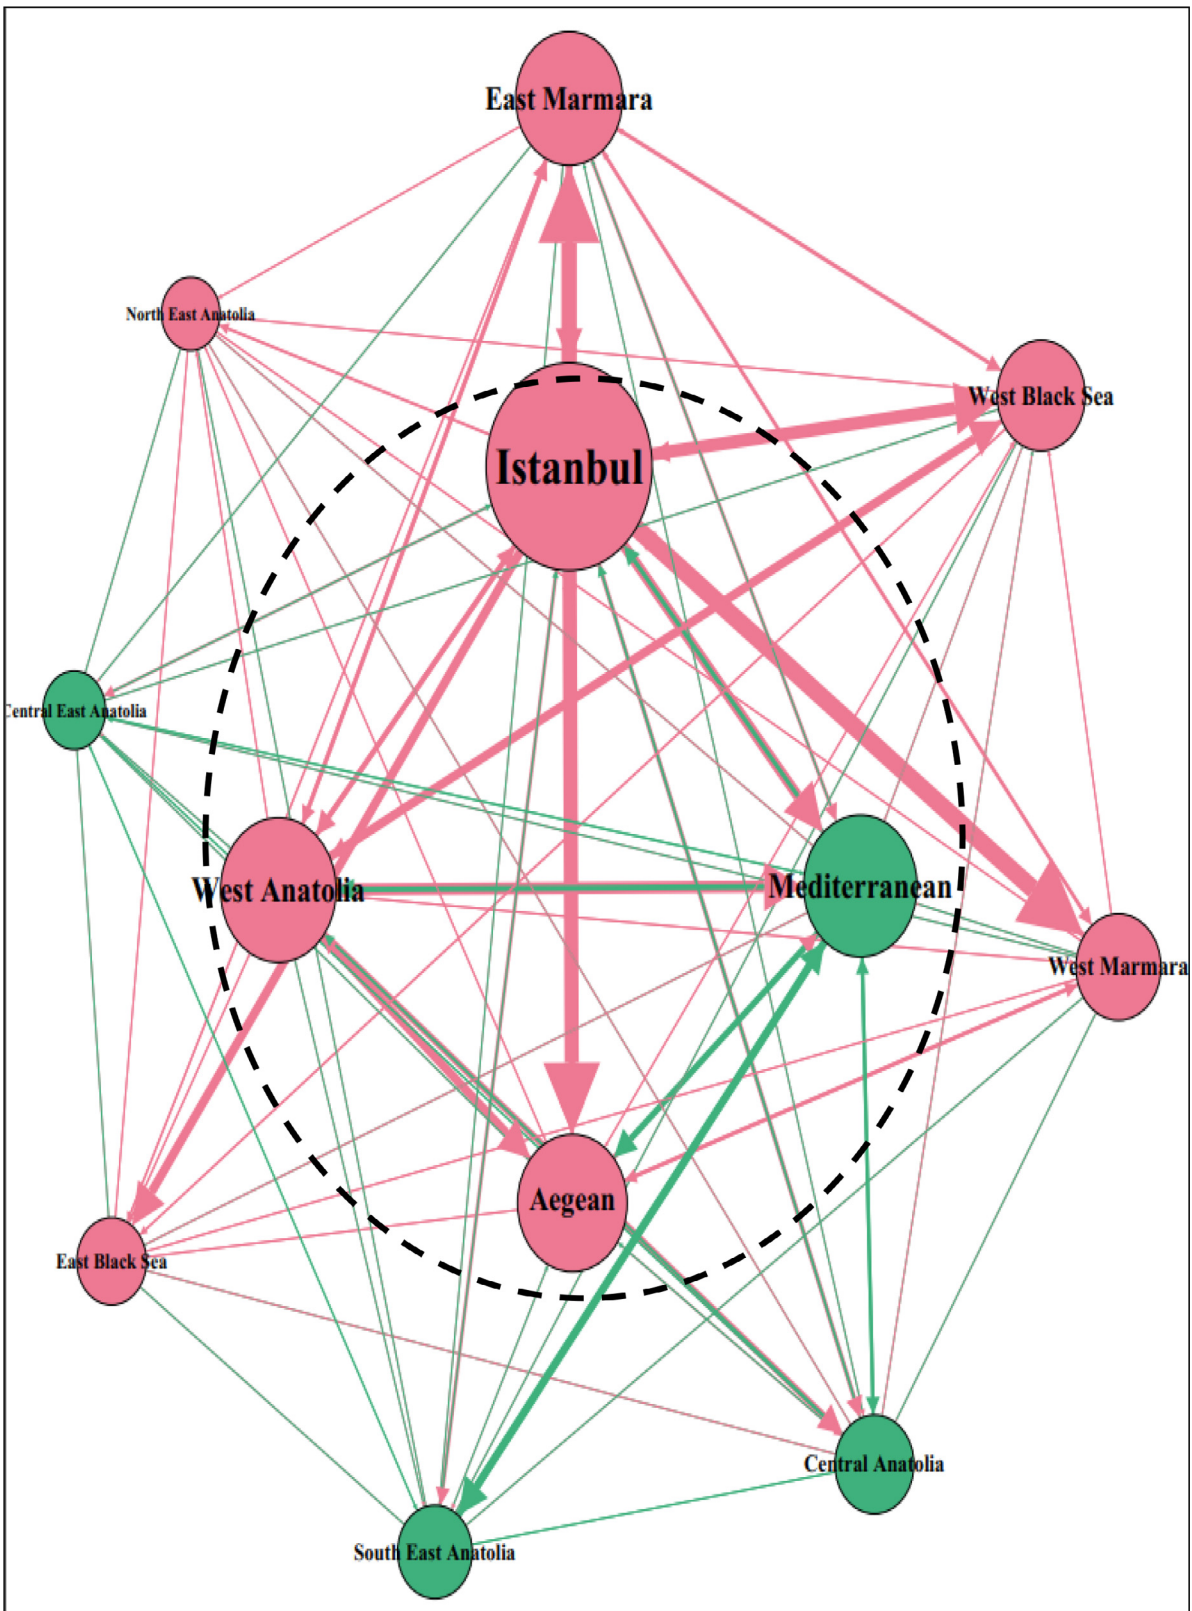 East Marmara
North East Anatolia
West Black Sea
Istanbul
Central East Anatolia
West Anatolia
Mediterranean
West Marmara
Aegean
East Black Sea
Central Anatolia
South East Anatolia